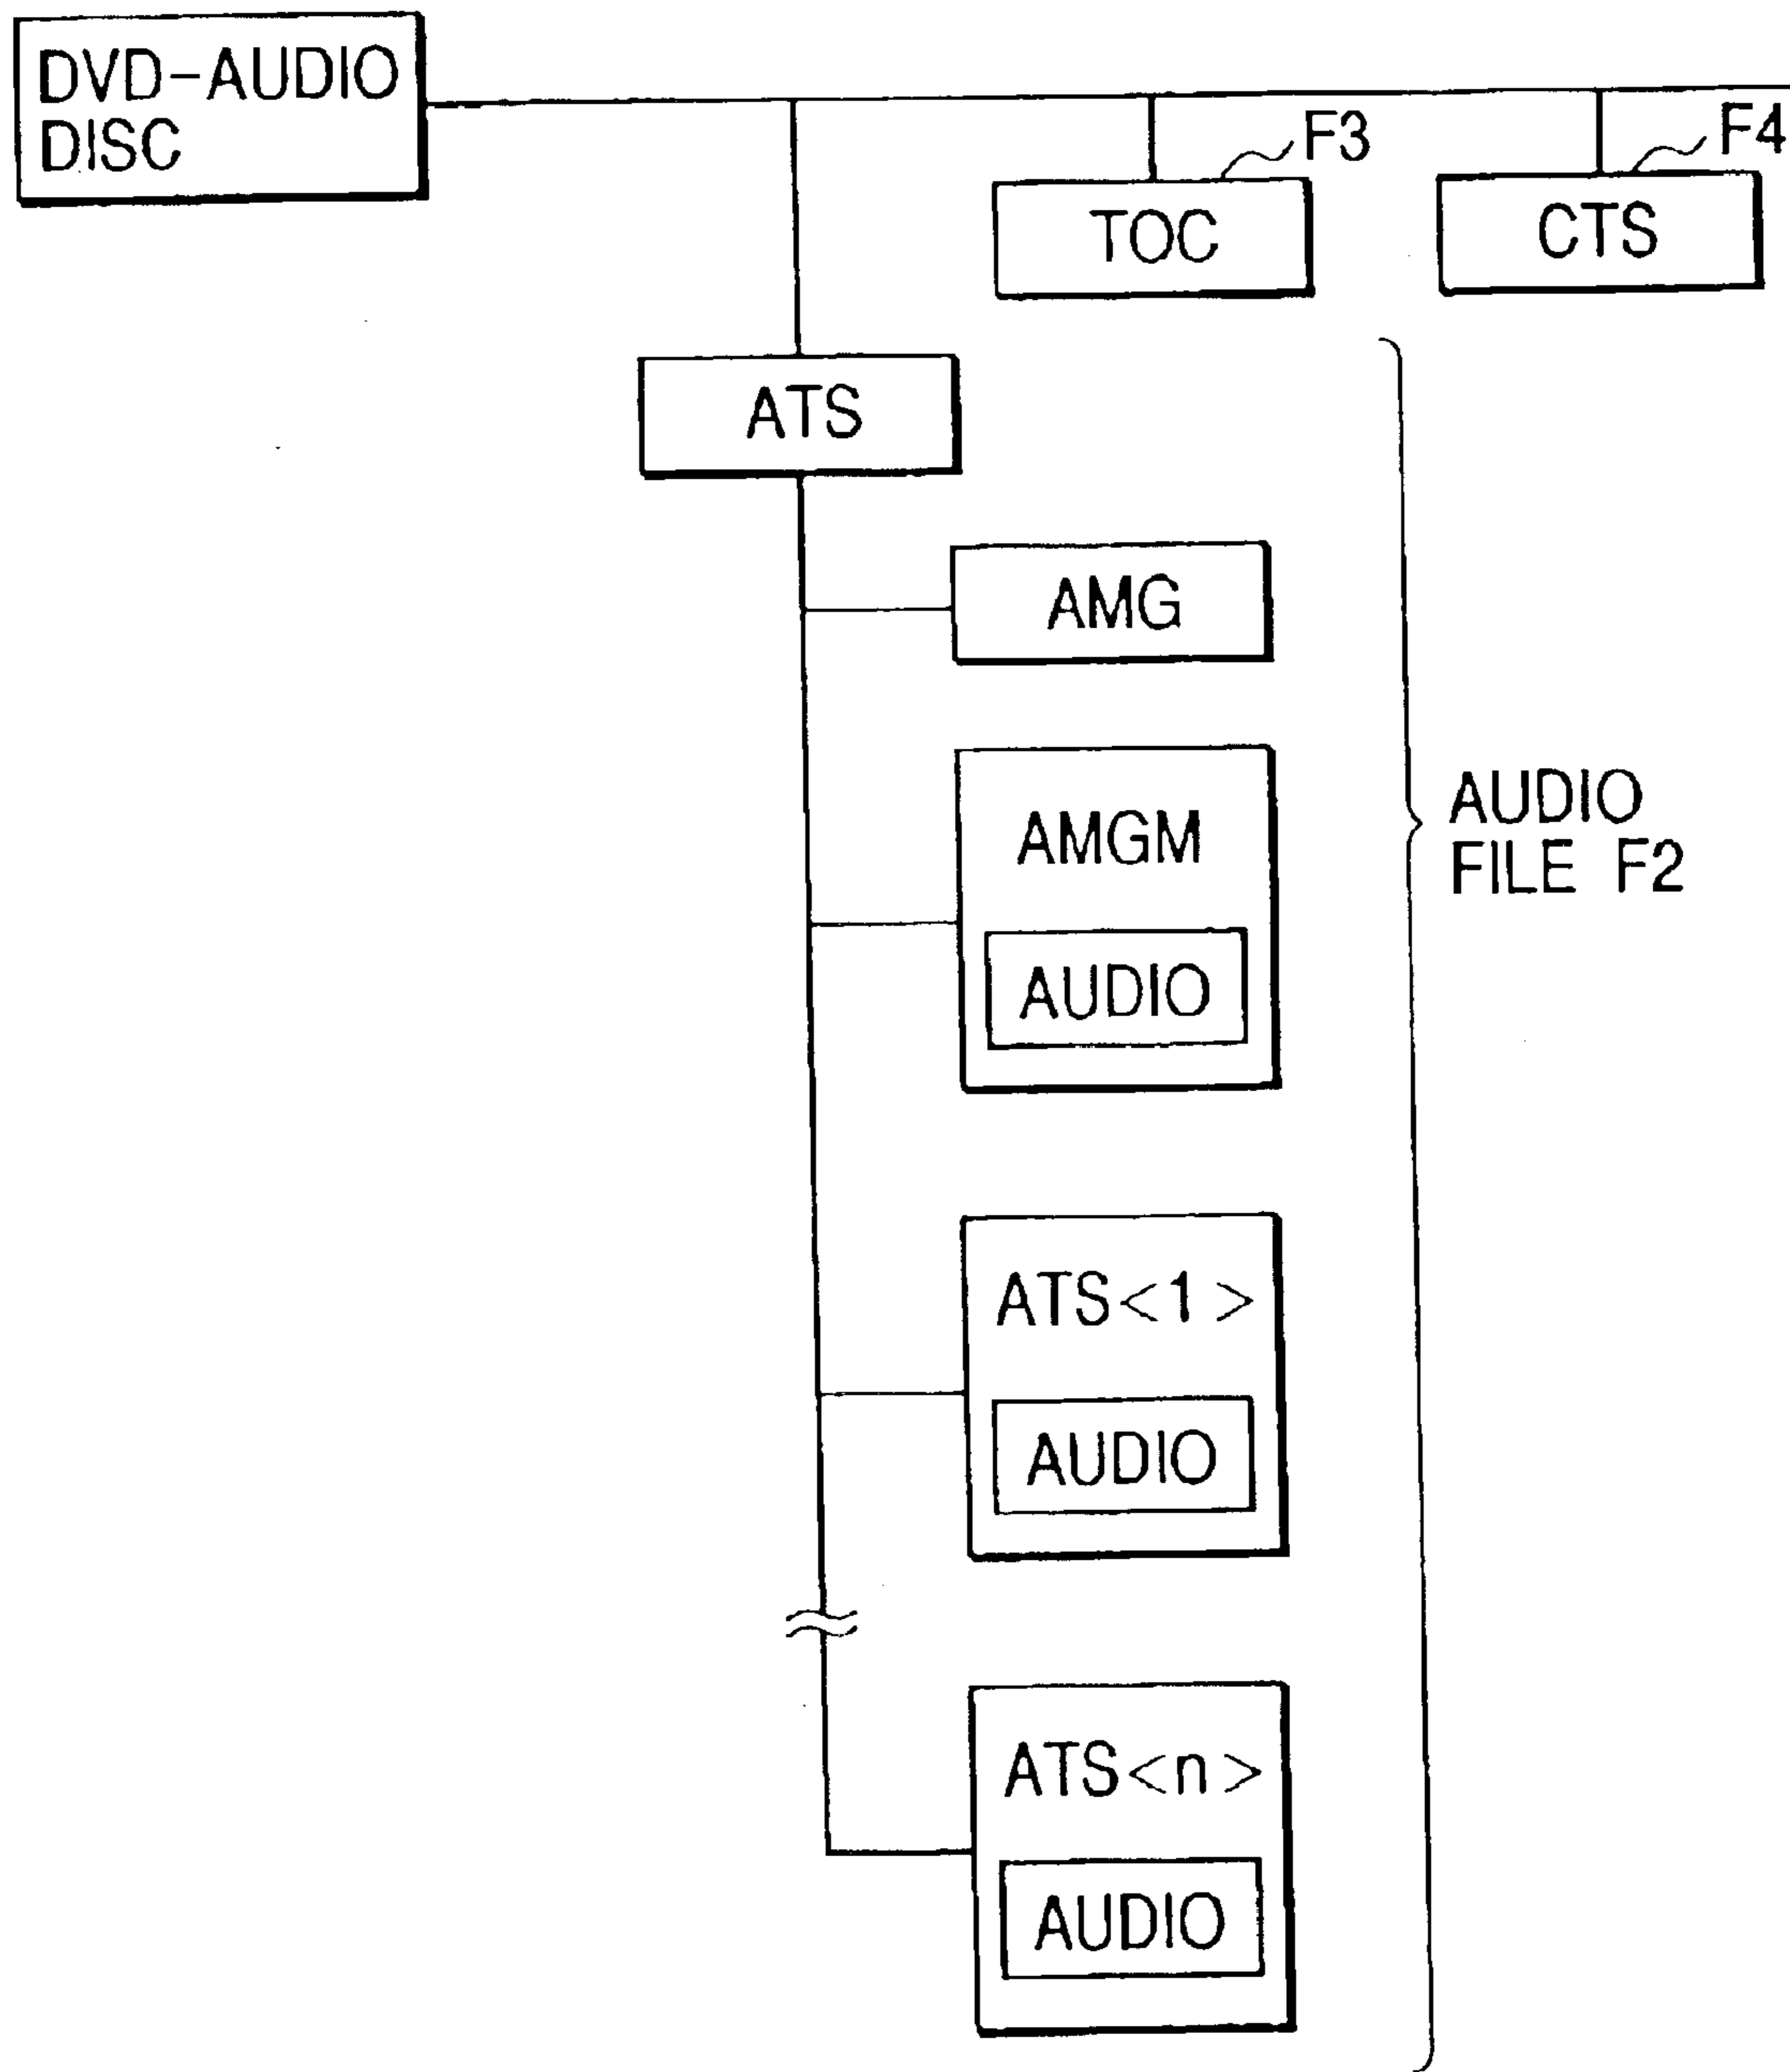 DVD-AUDIO
DISC
F3
F4
TOC
CTS
ATS
AMG
AMGM
AUDIO
AUDIO
FILE F2
ATS<1>
AUDIO
ATS<n>
AUDIO